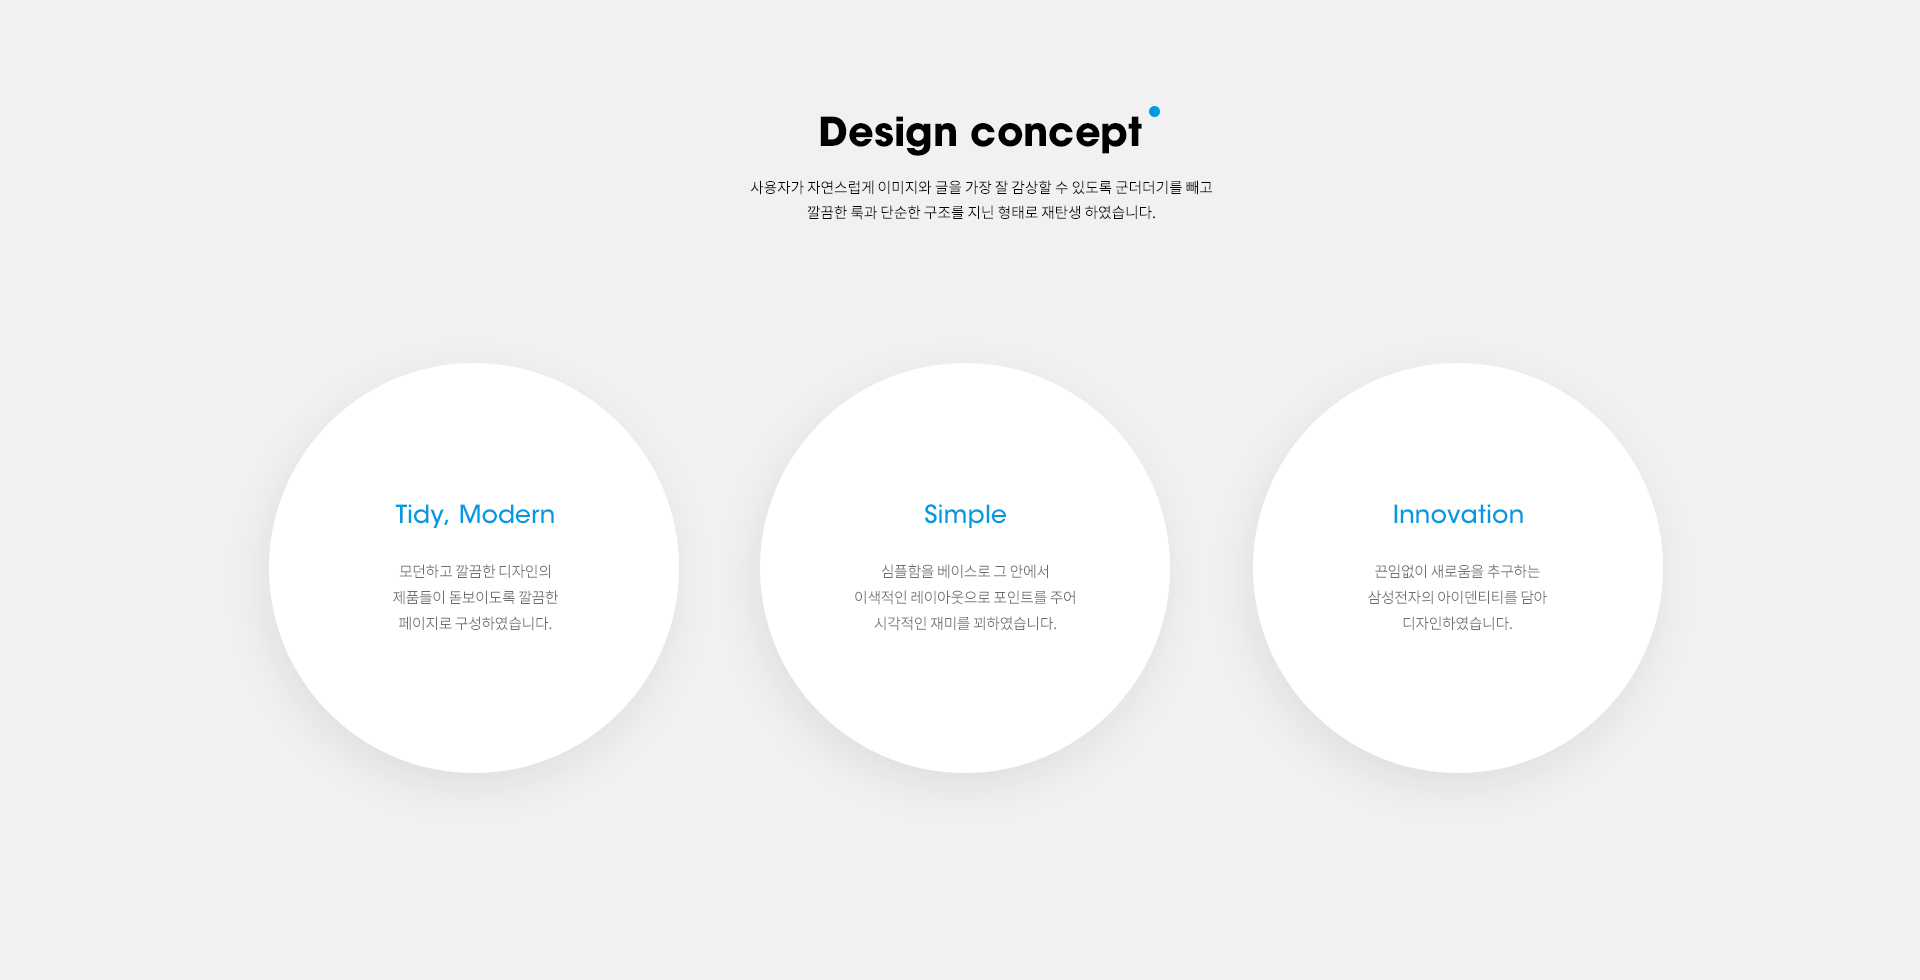 Design concept
사용자가 자연스럽게 이미지와 글을 가장 잘 감상할 수 있도록 군더더기를 빼고
깔끔한 룩과 단순한 구조를 지닌 형태로 재탄생 하였습니다.
Tidy, Modern
모던하고 깔끔한 디자인의
제품들이 돋보이도록 깔끔한
페이지로 구성하였습니다.
Simple
심플함을 베이스로 그 안에서
이색적인 레이아웃으로 포인트를 주어
시각적인 재미를 꾀하였습니다.
Innovation
끈임없이 새로움을 추구하는
삼성전자의 아이덴티티를 담아
디자인하였습니다.